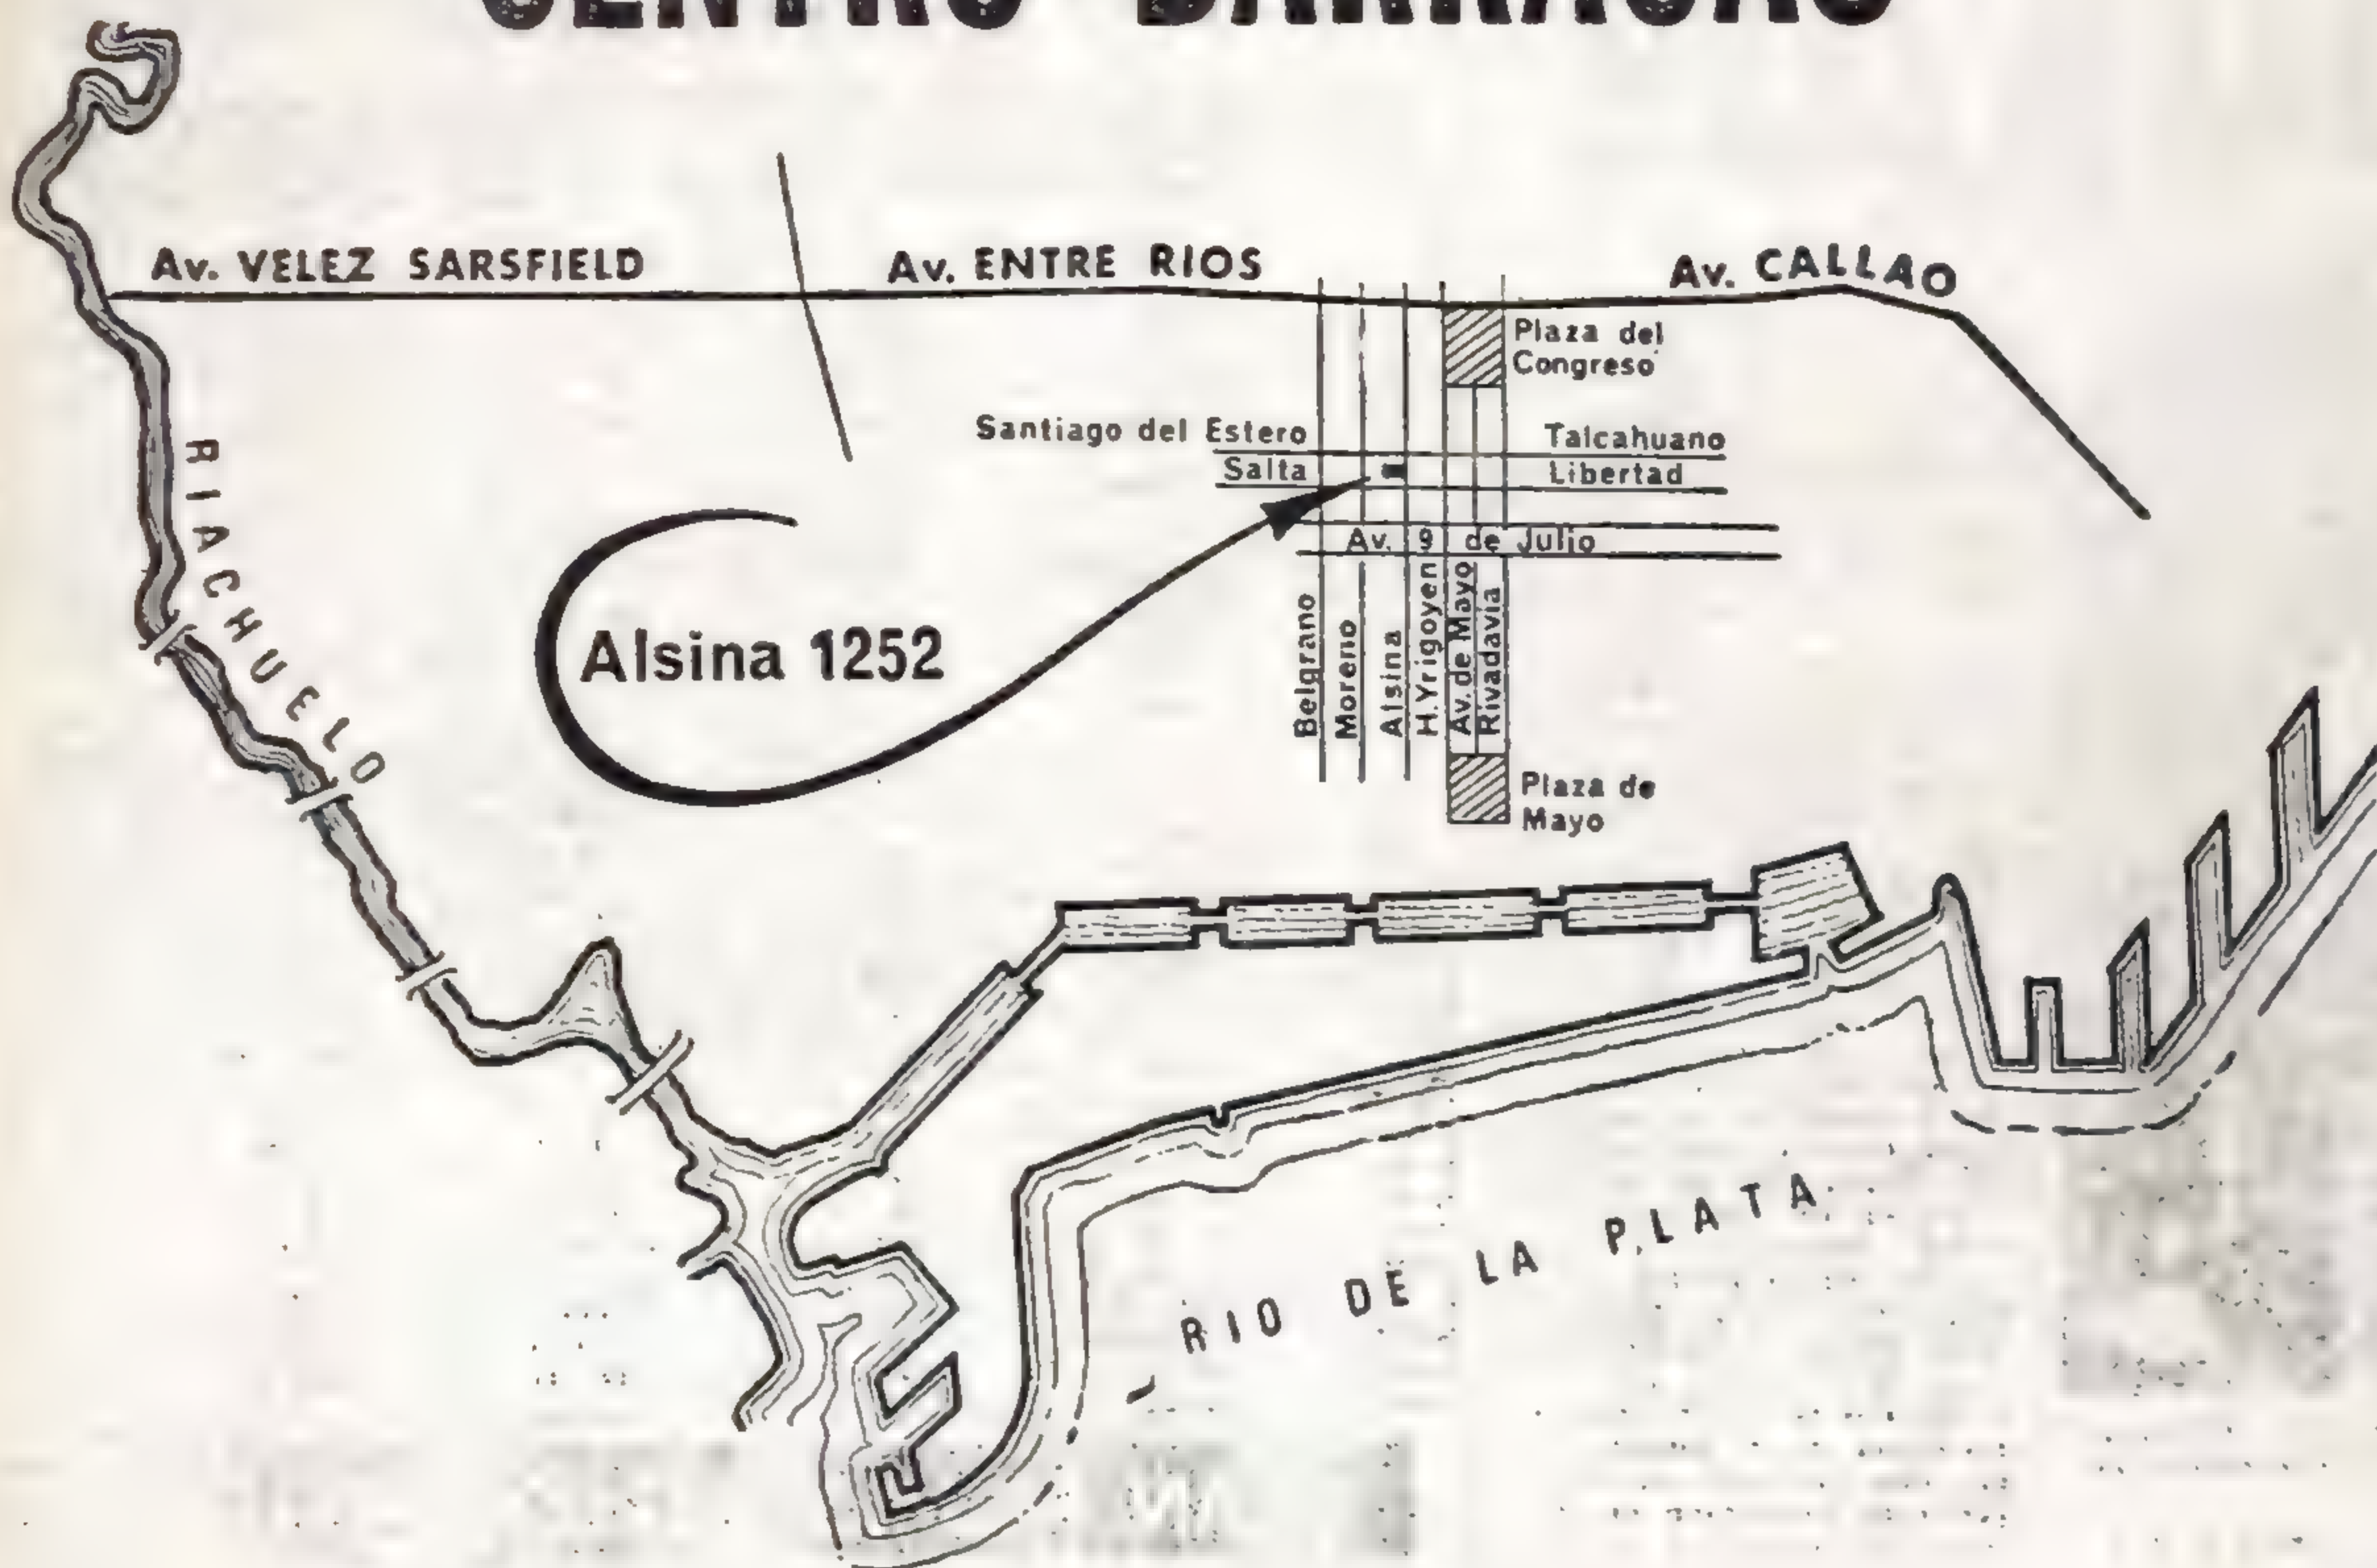 CENTRO BARRACAS
Av. VELEZ SARSFIELD
Av. ENTRE RIOS
Av. CALLAO
Plaza del
Congreso
Santiago del Estero
Talcahuano
Salta
Libertad
Av. 9 de Julio
RIACHUELO
Alsina 1252
Belgrano
Moreno
Alsina
H.Yrigoyen
Av. de Mayo
Rivadavia
Plaza de
Mayo
RIO DE LA PLATA